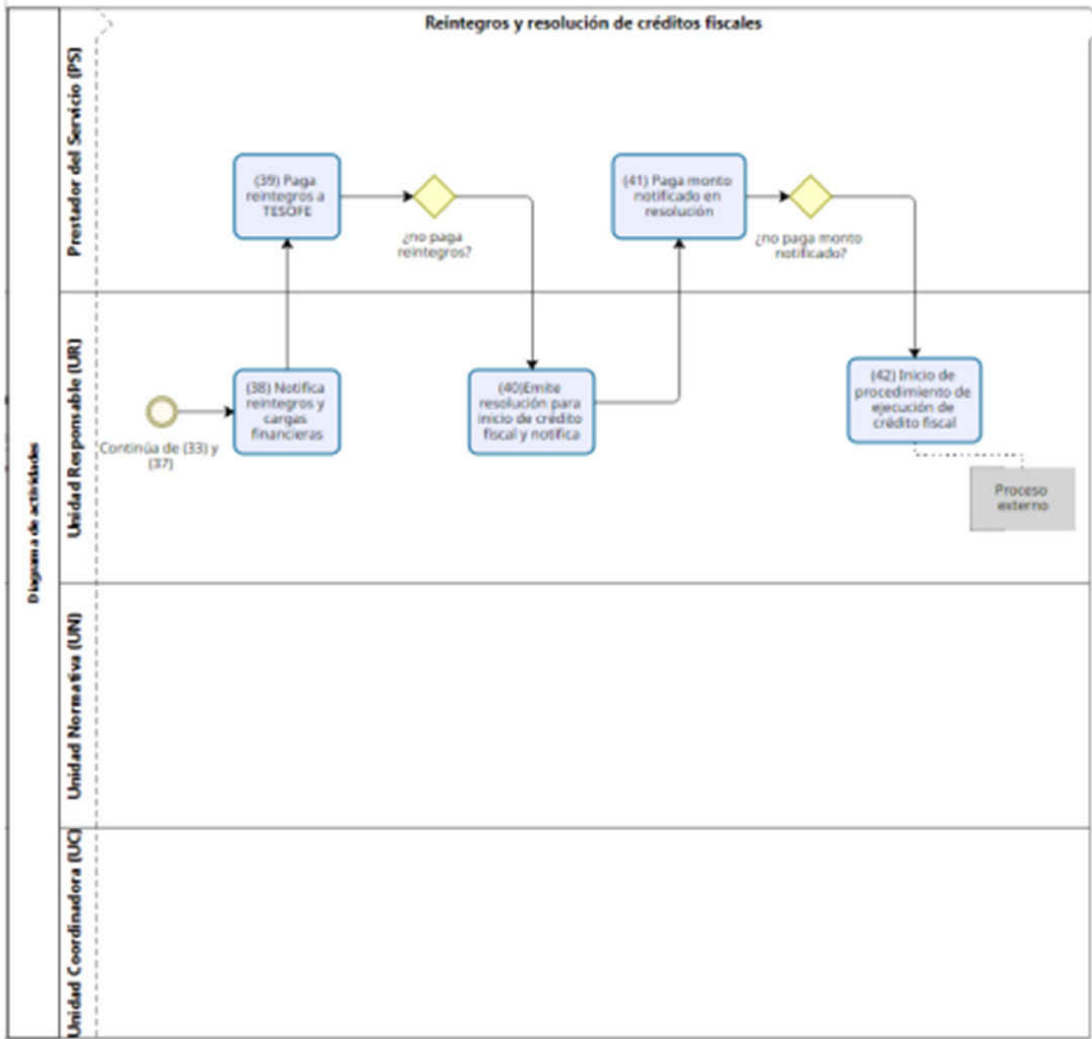 Reintegros y resolución de créditos fiscales
Diagrama de actividades
Prestador del Servicio (PS)
(39) Paga
reintegros a
TESOFE
¿no paga
reintegros?
(41) Paga monto
notificado en
resolución
¿no paga monto
notificado?
Unidad Responsable (UR)
Continúa de (33) y
(37)
(38) Notifica
reintegros y
cargas
financieras
(40)Emite
resolución para
inicio de crédito
fiscal y notifica
(42) Inicio de
procedimiento de
ejecución de
crédito fiscal
Proceso
externo
Unidad Normativa (UN)
Unidad Coordinadora (UC)